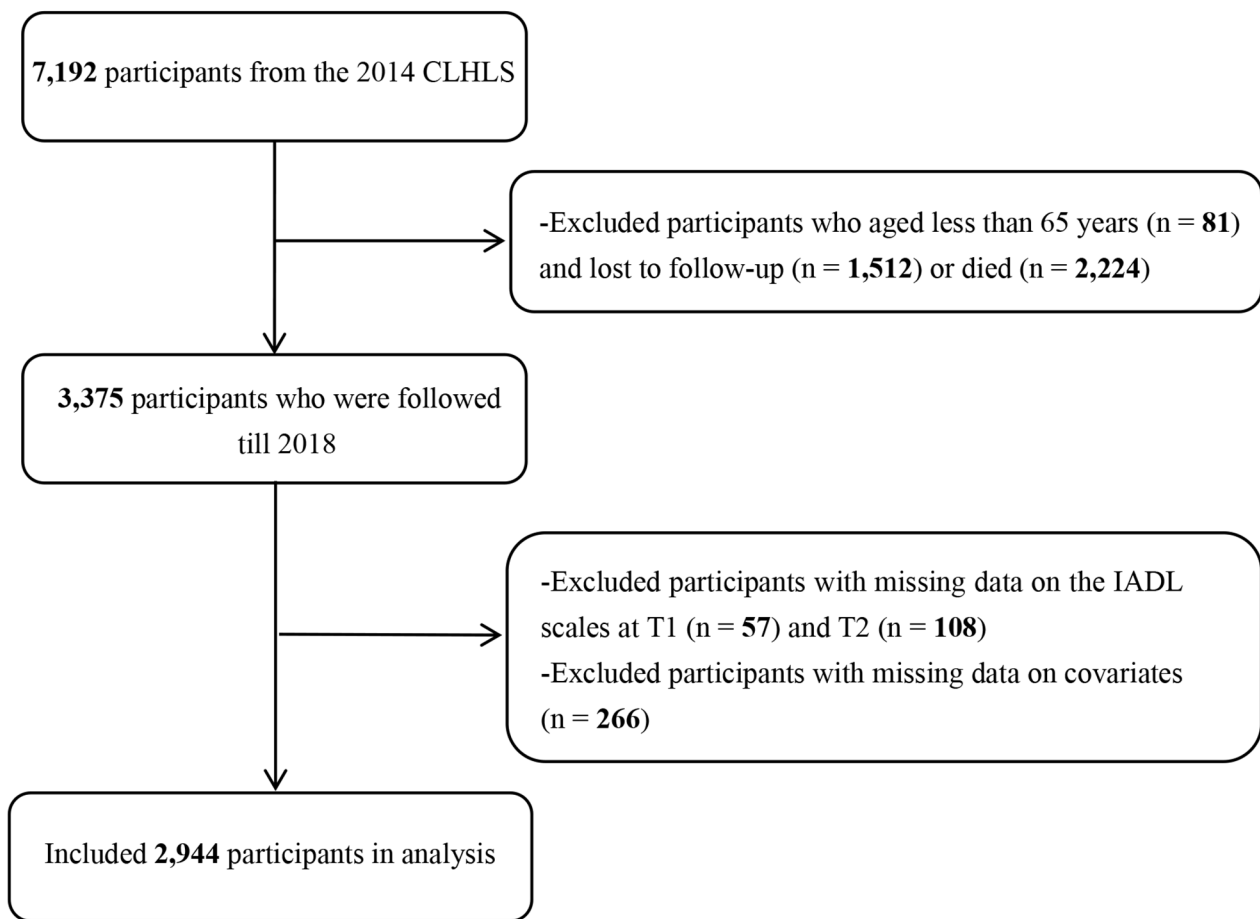 7,192 participants from the 2014 CLHLS
-Excluded participants who aged less than 65 years (n = 81)
and lost to follow-up (n = 1,512) or died (n = 2,224)
3,375 participants who were followed
till 2018
-Excluded participants with missing data on the IADL
scales at T1 (n = 57) and T2 (n = 108)
-Excluded participants with missing data on covariates
(n = 266)
Included 2,944 participants in analysis